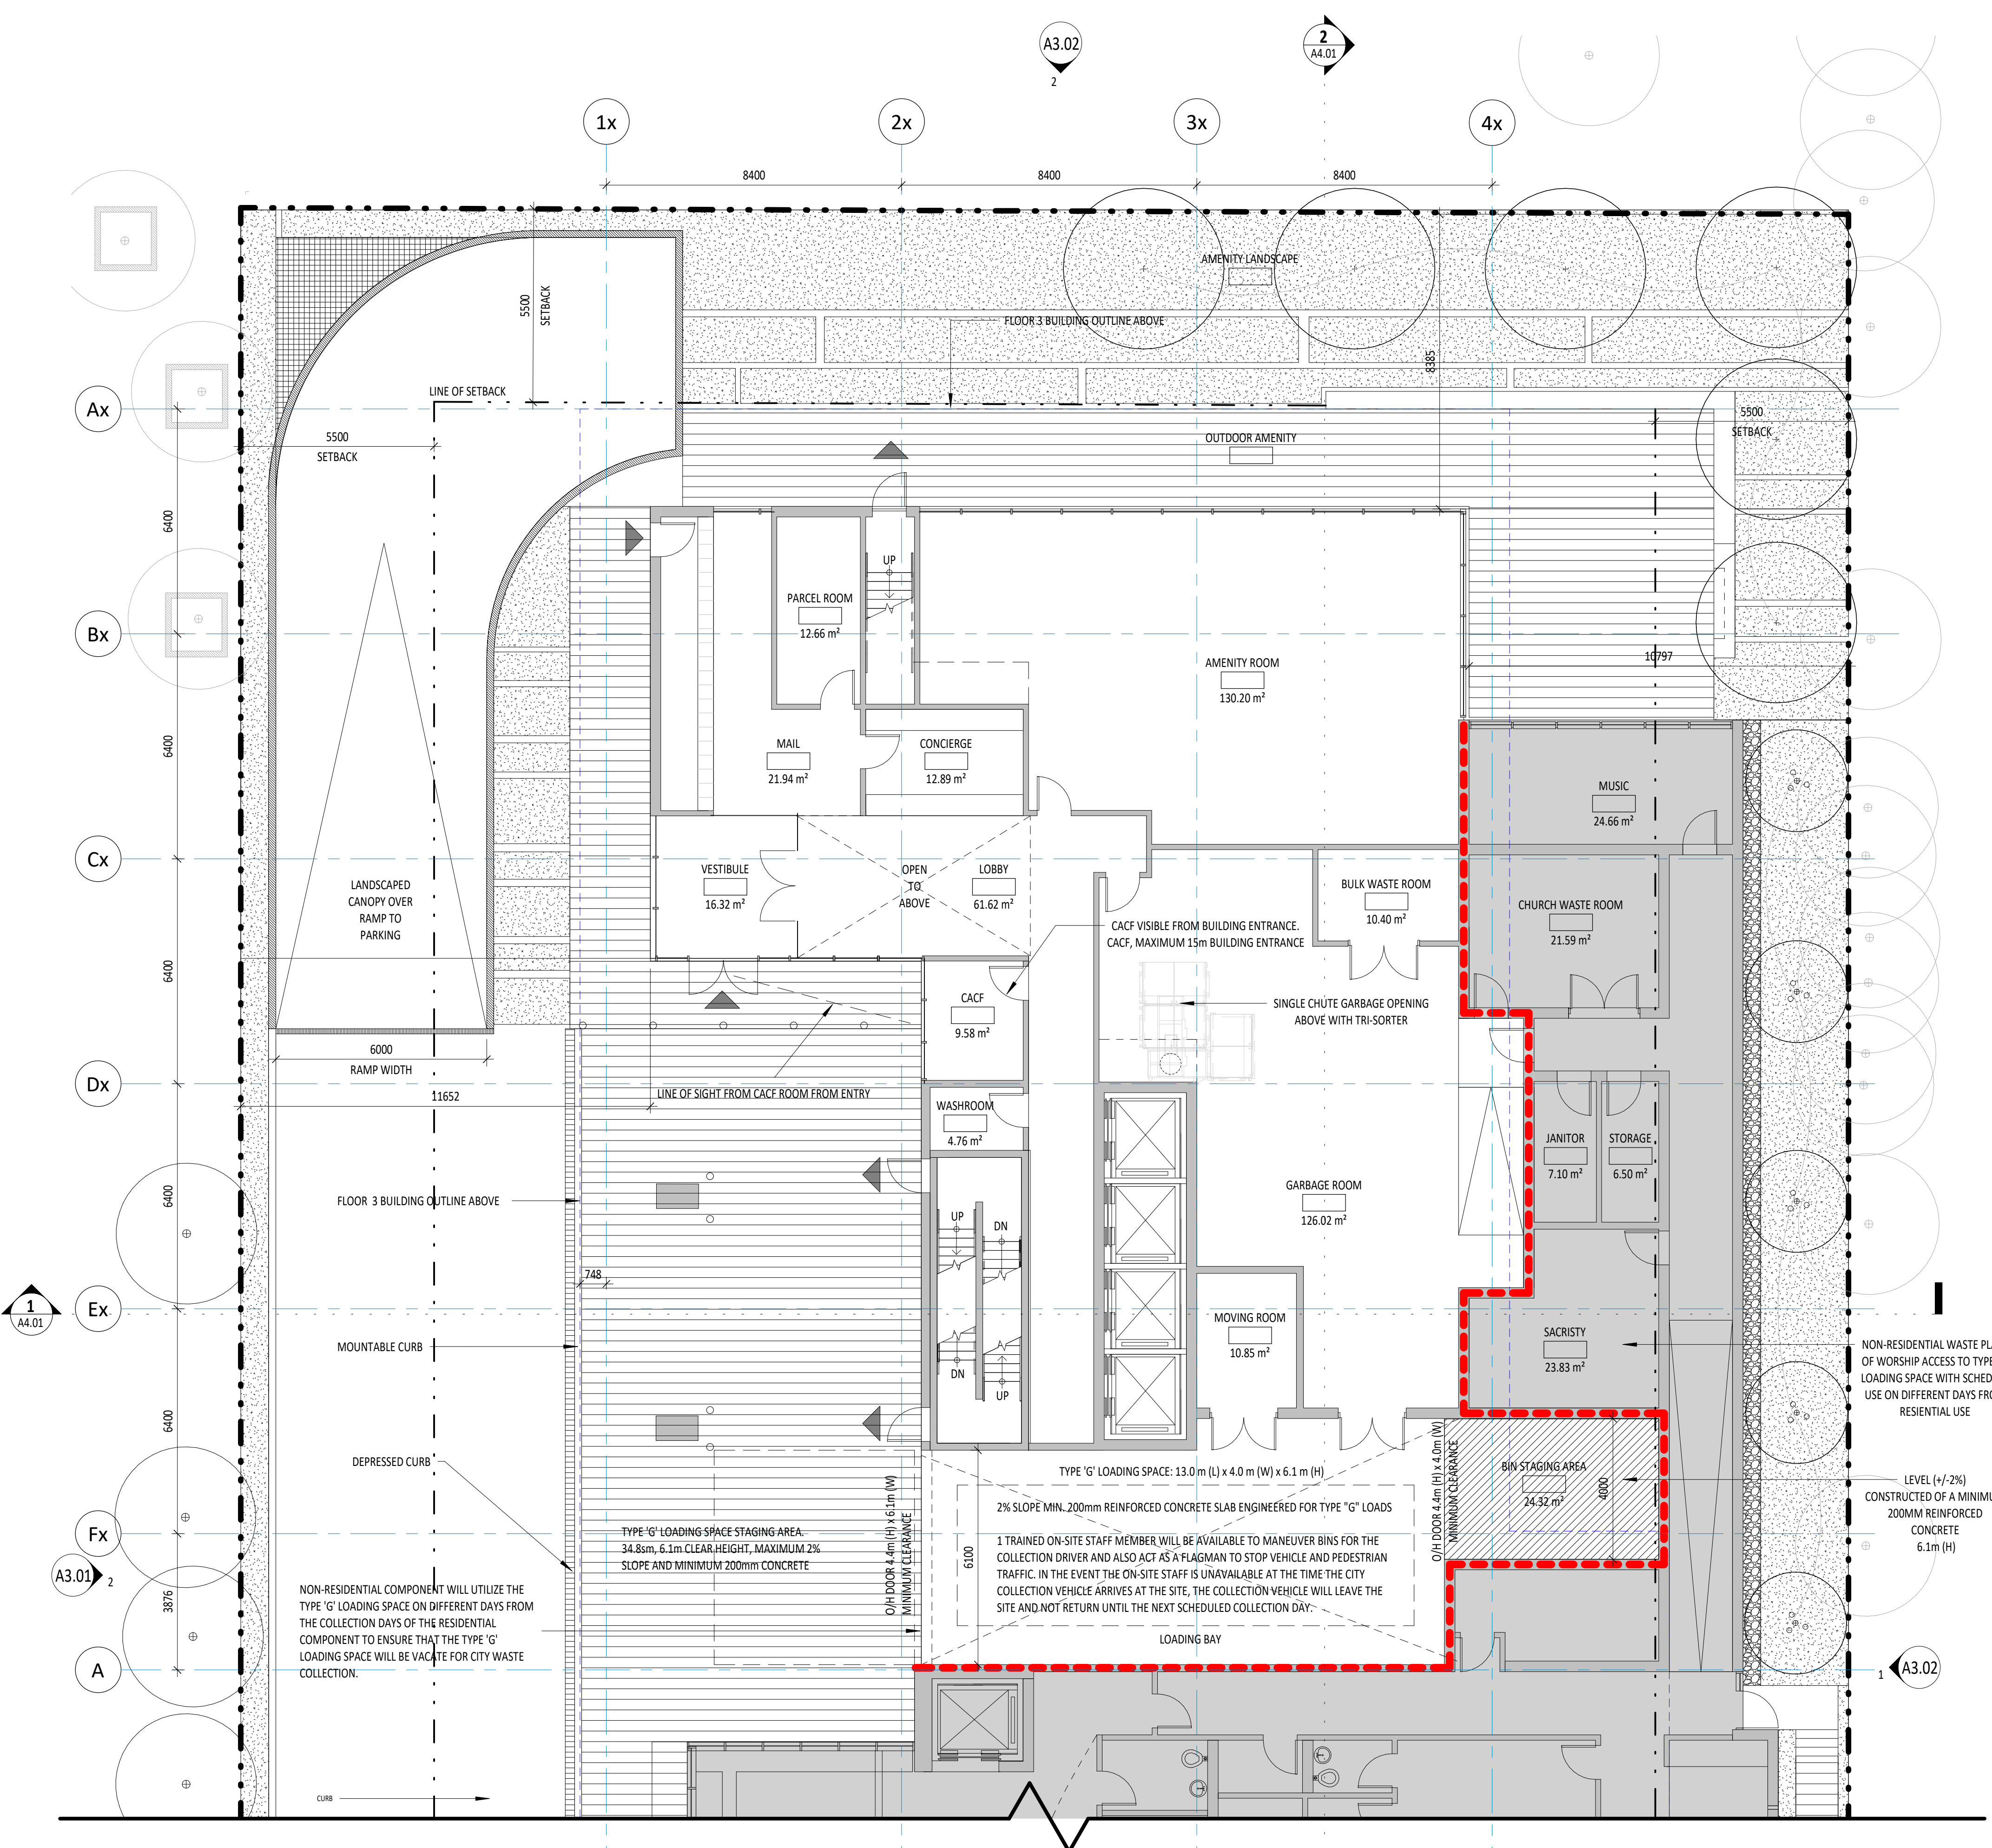 A3.02
2
2
A4.01
1x
2x
3x
4x
8400
8400
8400
AMENITY LANDSCAPE
5500
SETBACK
FLOOR 3 BUILDING OUTLINE ABOVE
8385
LINE OF SETBACK
Ax
5500
SETBACK
5500
SETBACK
OUTDOOR AMENITY
6400
UP
PARCEL ROOM
12.66 m²
Bx
AMENITY ROOM
130.20 m²
10797
6400
MAIL
21.94 m²
CONCIERGE
12.89 m²
MUSIC
24.66 m²
Cx
VESTIBULE
16.32 m²
OPEN
TO
ABOVE
LOBBY
61.62 m²
BULK WASTE ROOM
10.40 m²
CHURCH WASTE ROOM
21.59 m²
LANDSCAPED
CANOPY OVER
RAMP TO
PARKING
CACF VISIBLE FROM BUILDING ENTRANCE.
CACF, MAXIMUM 15m BUILDING ENTRANCE
6400
CACF
9.58 m²
SINGLE CHUTE GARBAGE OPENING
ABOVE WITH TRI-SORTER
6000
RAMP WIDTH
Dx
11652
LINE OF SIGHT FROM CACF ROOM FROM ENTRY
WASHROOM
4.76 m²
JANITOR
7.10 m²
STORAGE
6.50 m²
6400
FLOOR 3 BUILDING OUTLINE ABOVE
GARBAGE ROOM
126.02 m²
UP
DN
748
1
A4.01
Ex
MOUNTABLE CURB
DN
UP
MOVING ROOM
10.85 m²
SACRISTY
23.83 m²
NON-RESIDENTIAL WASTE PLA
OF WORSHIP ACCESS TO TYPE
LOADING SPACE WITH SCHED
USE ON DIFFERENT DAYS FRO
RESIENTIAL USE
6400
DEPRESSED CURB
TYPE 'G' LOADING SPACE: 13.0 m (L) x 4.0 m (W) x 6.1 m (H)
O/H DOOR 4.4m (H) x 4.0m (W)
MINIMUM CLEARANCE
BIN STAGING AREA
24.32 m²
4000
LEVEL (+/-2%)
CONSTRUCTED OF A MINIMU
200MM REINFORCED
CONCRETE
6.1m (H)
Fx
TYPE 'G' LOADING SPACE STAGING AREA.
34.8sm, 6.1m CLEAR HEIGHT, MAXIMUM 2%
SLOPE AND MINIMUM 200mm CONCRETE
O/H DOOR 4.4m (H) x 6.1m (W)
MINIMUM CLEARANCE
6100
2% SLOPE MIN. 200mm REINFORCED CONCRETE SLAB ENGINEERED FOR TYPE "G" LOADS
1 TRAINED ON-SITE STAFF MEMBER WILL BE AVAILABLE TO MANEUVER BINS FOR THE
COLLECTION DRIVER AND ALSO ACT AS A FLAGMAN TO STOP VEHICLE AND PEDESTRIAN
TRAFFIC. IN THE EVENT THE ON-SITE STAFF IS UNAVAILABLE AT THE TIME THE CITY
COLLECTION VEHICLE ARRIVES AT THE SITE, THE COLLECTION VEHICLE WILL LEAVE THE
SITE AND NOT RETURN UNTIL THE NEXT SCHEDULED COLLECTION DAY.
A3.01
2
3876
NON-RESIDENTIAL COMPONENT WILL UTILIZE THE
TYPE 'G' LOADING SPACE ON DIFFERENT DAYS FROM
THE COLLECTION DAYS OF THE RESIDENTIAL
COMPONENT TO ENSURE THAT THE TYPE 'G'
LOADING SPACE WILL BE VACATE FOR CITY WASTE
COLLECTION.
LOADING BAY
A
1
A3.02
CURB